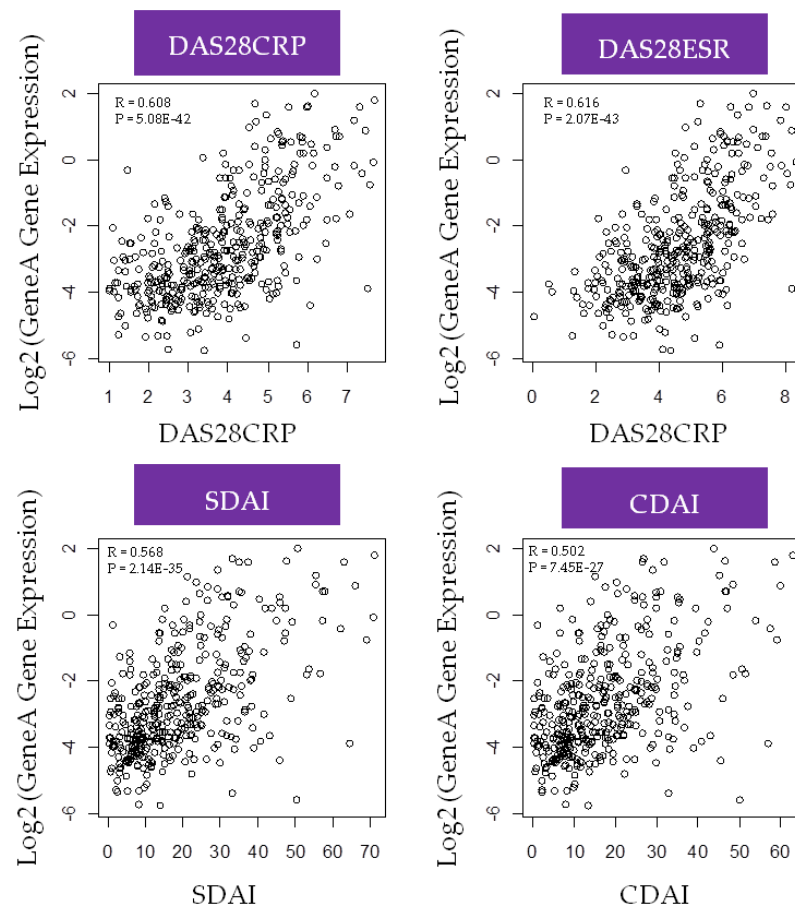 DAS28CRP
R = 0.608
P = 5.08E-42
Log2 (GeneA Gene Expression)
2
0
-2
-4
-6
1 2 3 4 5 6 7
DAS28CRP
DAS28ESR
R = 0.616
P = 2.07E-43
Log2 (GeneA Gene Expression)
2
0
-2
-4
-6
0 2 4 6 8
DAS28CRP
SDAI
R = 0.568
P = 2.14E-35
Log2 (GeneA Gene Expression)
2
0
-2
-4
-6
0 10 20 30 40 50 60 70
SDAI
CDAI
R = 0.502
P = 7.45E-27
Log2 (GeneA Gene Expression)
2
0
-2
-4
-6
0 10 20 30 40 50 60
CDAI